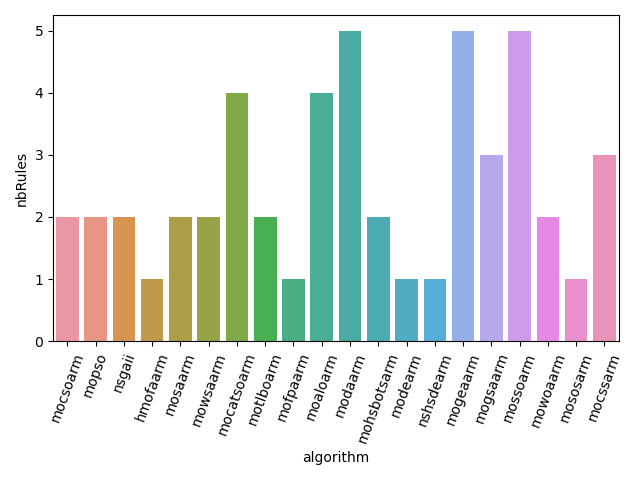 5
4
3
2
1
0
nbRules
mocsoarm
mopso
nsgaii
hmofaarm
mosaarm
mowsaarm
mocatsoarm
motlboarm
mofpaarm
moaloarm
modaarm
mohsbotsarm
modearm
nshsdearm
mogeaarm
mogsaarm
mossoarm
mowoaarm
mososarm
mocssarm
algorithm